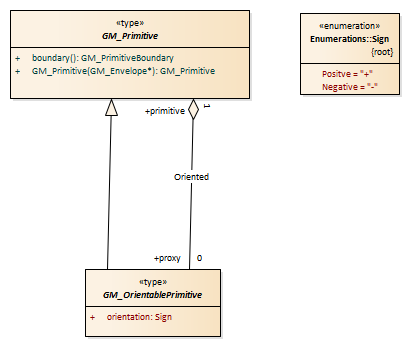 «type»
GM_Primitive
+ boundary(): GM_PrimitiveBoundary
+ GM_Primitive(GM_Envelope*): GM_Primitive
«enumeration»
Enumerations::Sign
{root}
Positve = "+"
Negative = "-"
+primitive 1
Oriented
+proxy 0
«type»
GM_OrientablePrimitive
+ orientation: Sign